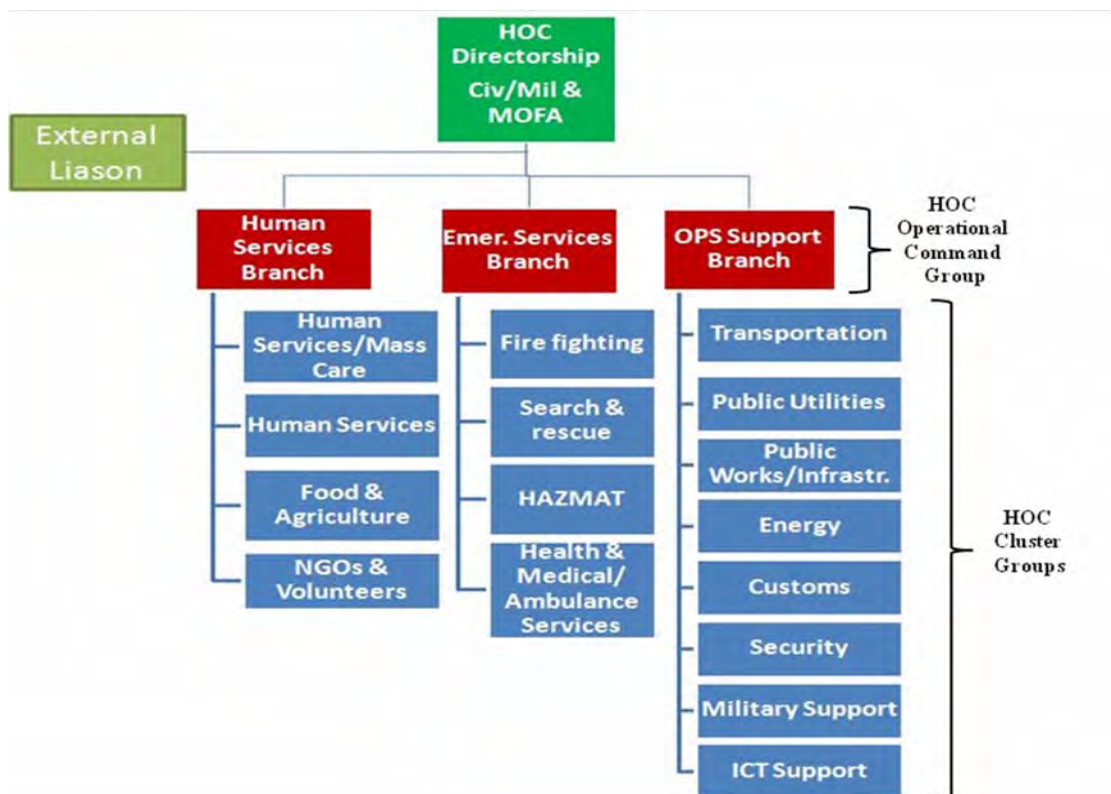 HOC
Directorship
Civ/Mil &
MOFA
External
Liason
Human
Services
Branch
Emer. Services
Branch
OPS Support
Branch
HOC
Operational
Command
Group
Human
Services/Mass
Care
Human Services
Food &
Agriculture
NGOs &
Volunteers
Fire fighting
Search &
rescue
HAZMAT
Health &
Medical/
Ambulance
Services
Transportation
Public Utilities
Public
Works/Infrastr.
Energy
Customs
Security
Military Support
ICT Support
HOC
Cluster
Groups